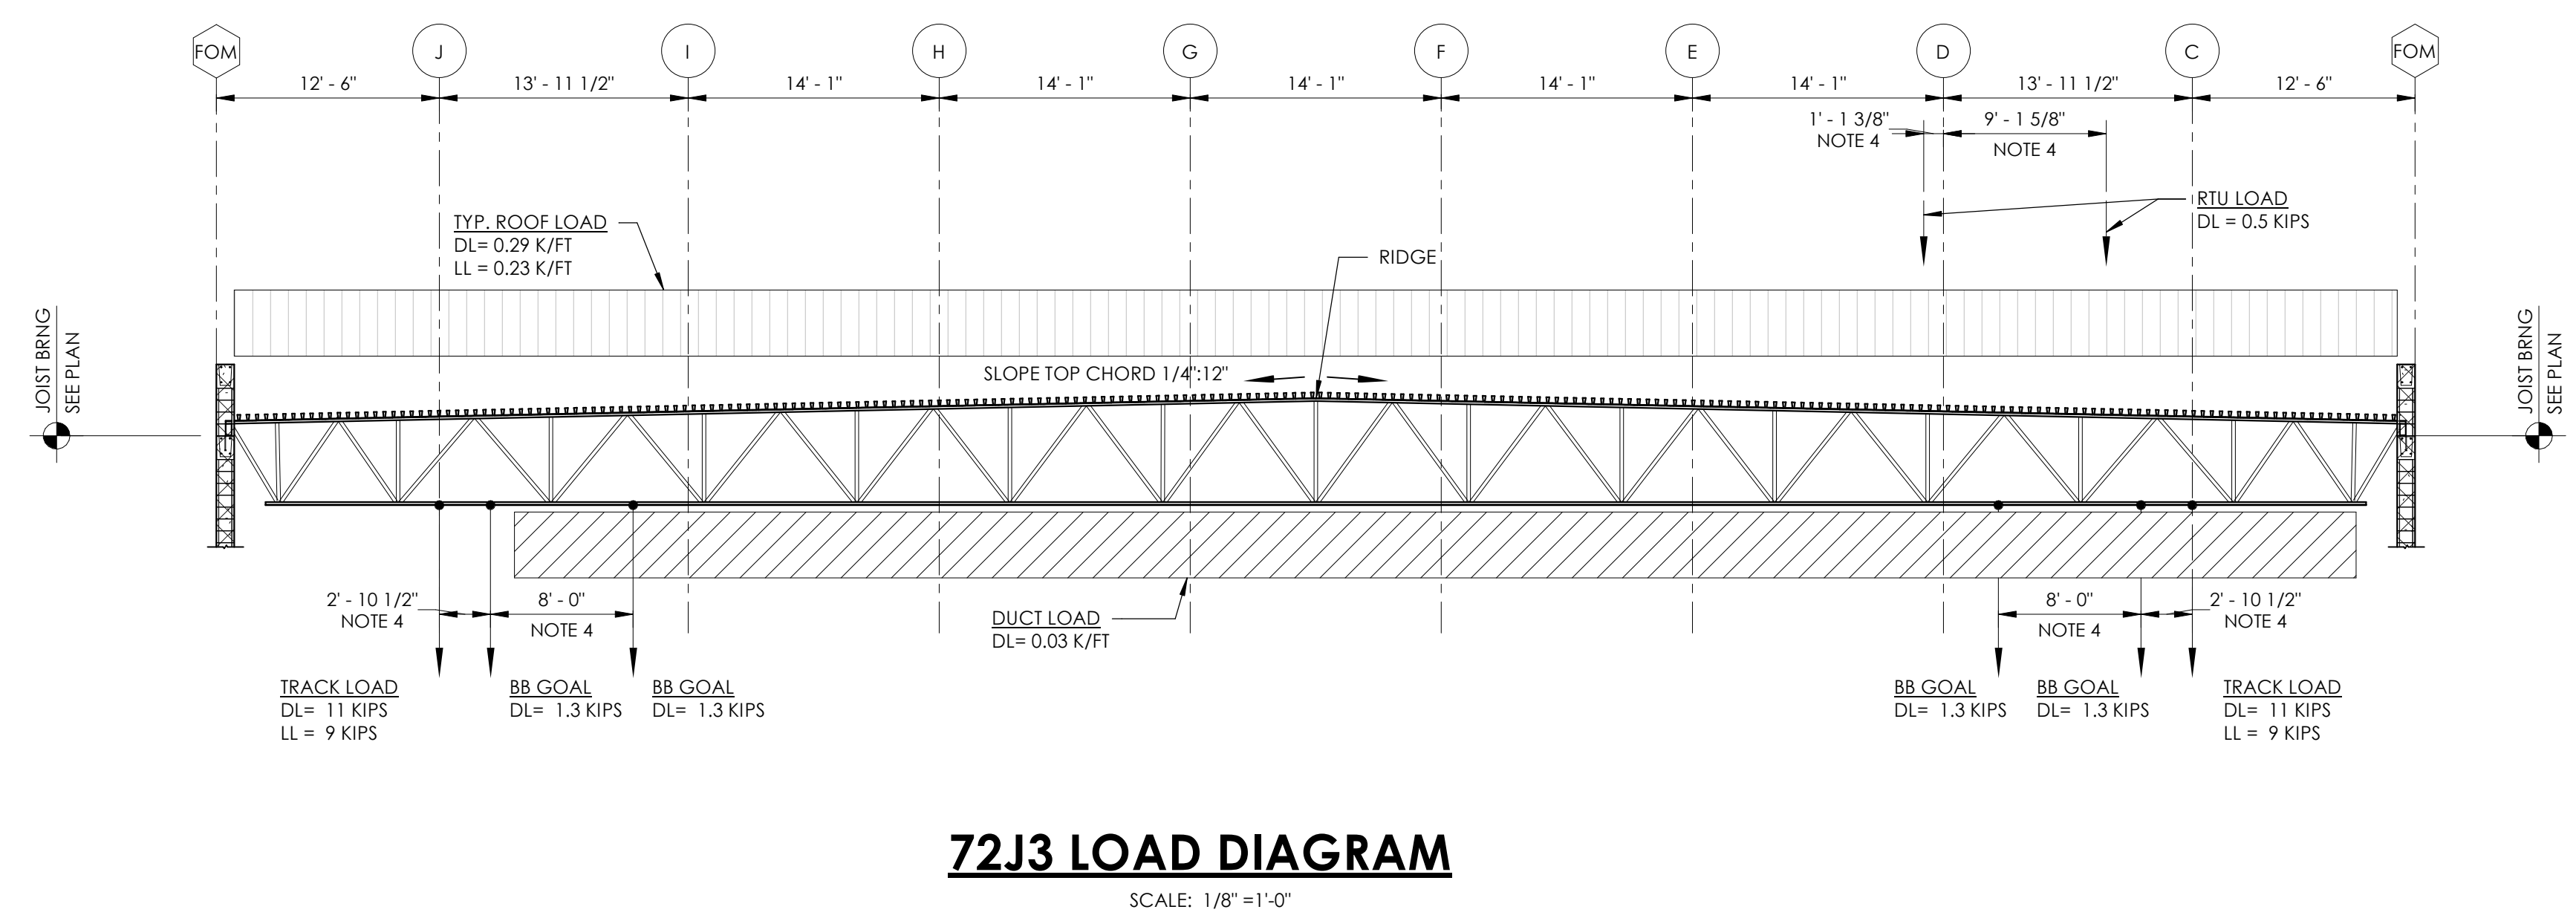 FOM
J
I
H
G
F
E
D
C
FOM
12' - 6"
13' - 11 1/2"
14' - 1"
14' - 1"
14' - 1"
14' - 1"
14' - 1"
13' - 11 1/2"
12' - 6"
1' - 1 3/8"
NOTE 4
9' - 1 5/8"
NOTE 4
RTU LOAD
DL = 0.5 KIPS
TYP. ROOF LOAD
DL= 0.29 K/FT
LL = 0.23 K/FT
RIDGE
JOIST BRNG
SEE PLAN
SLOPE TOP CHORD 1/4":12"
JOIST BRNG
SEE PLAN
2' - 10 1/2"
NOTE 4
8' - 0"
NOTE 4
DUCT LOAD
DL= 0.03 K/FT
8' - 0"
NOTE 4
2' - 10 1/2"
NOTE 4
TRACK LOAD
DL=  11 KIPS
LL =  9 KIPS
BB GOAL
DL=  1.3 KIPS
BB GOAL
DL=  1.3 KIPS
BB GOAL
DL=  1.3 KIPS
BB GOAL
DL=  1.3 KIPS
TRACK LOAD
DL=  11 KIPS
LL =  9 KIPS
72J3 LOAD DIAGRAM
SCALE:  1/8" =1'-0"